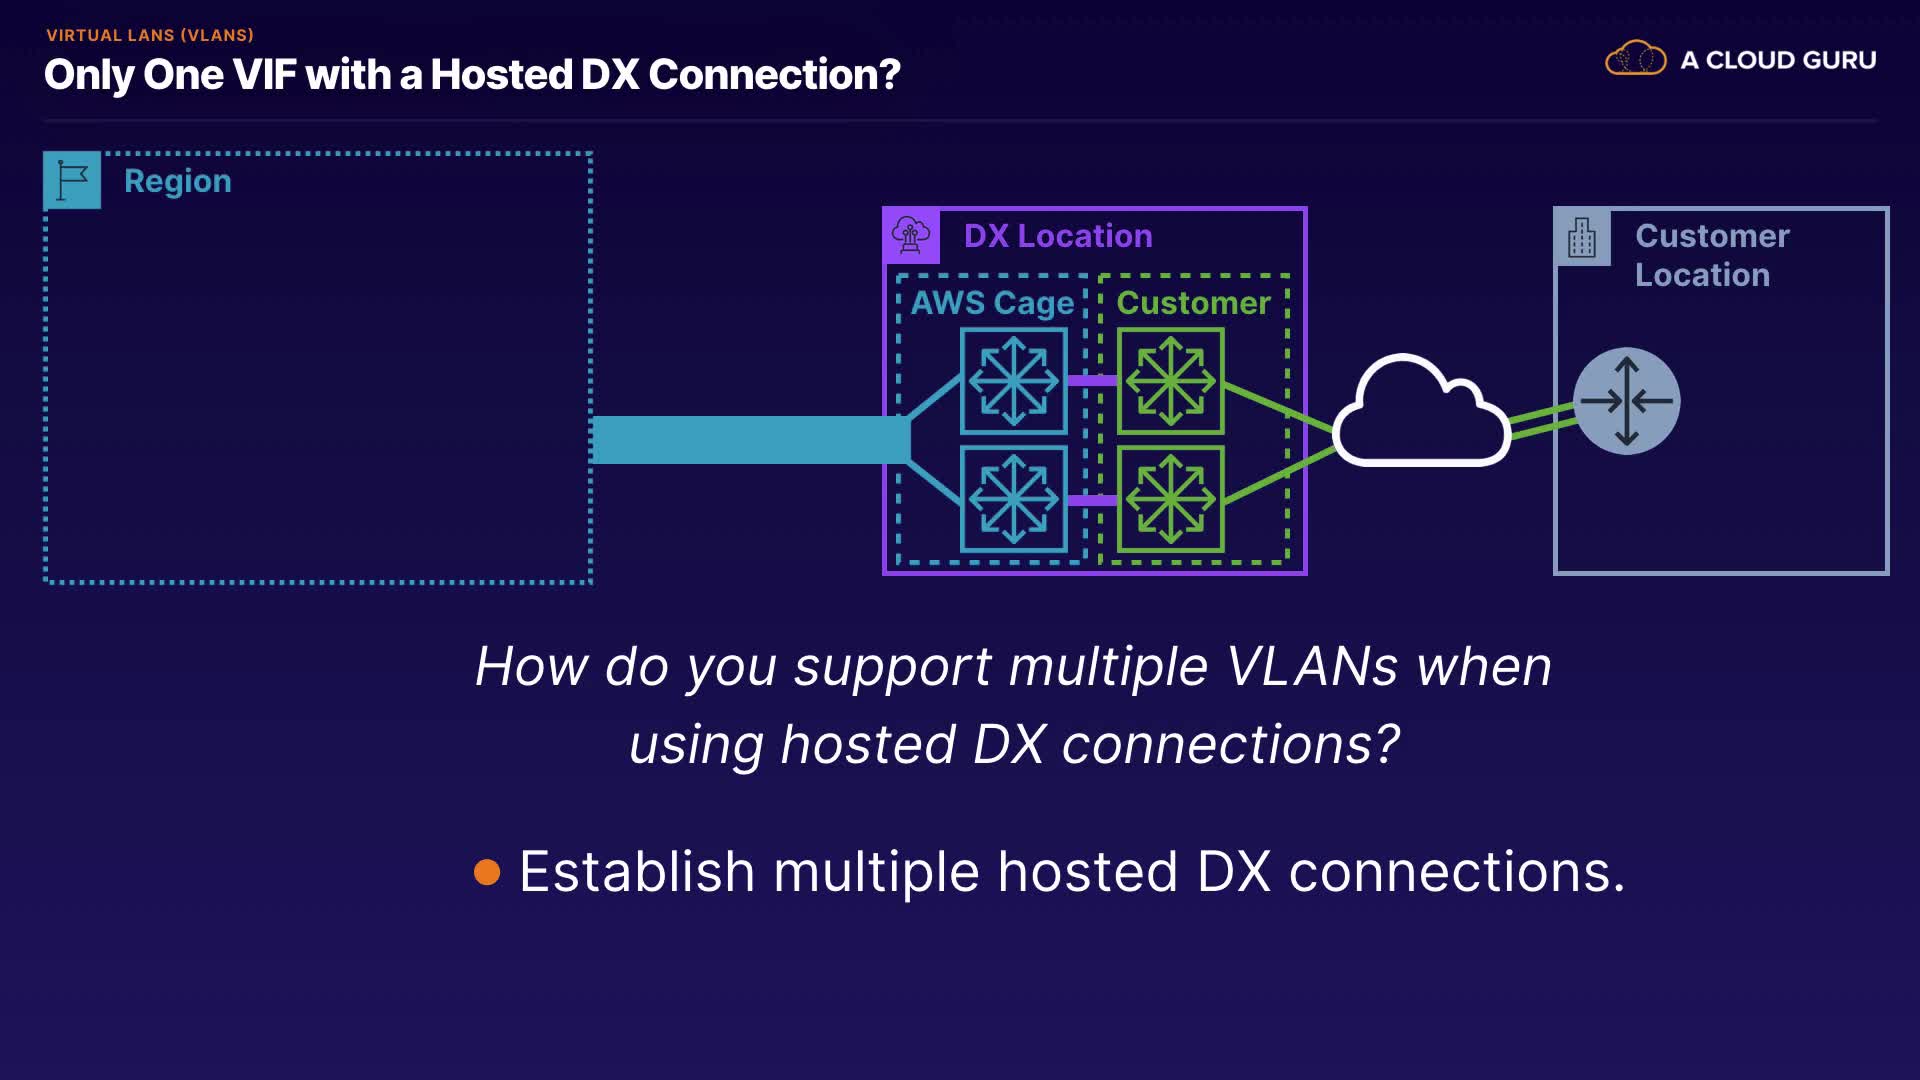 VIRTUAL LANS (VLANS)
Only One VIF with a Hosted DX Connection?
A CLOUD GURU
Region
DX Location
Customer
Location
AWS Cage
Customer
How do you support multiple VLANs when
using hosted DX connections?
Establish multiple hosted DX connections.